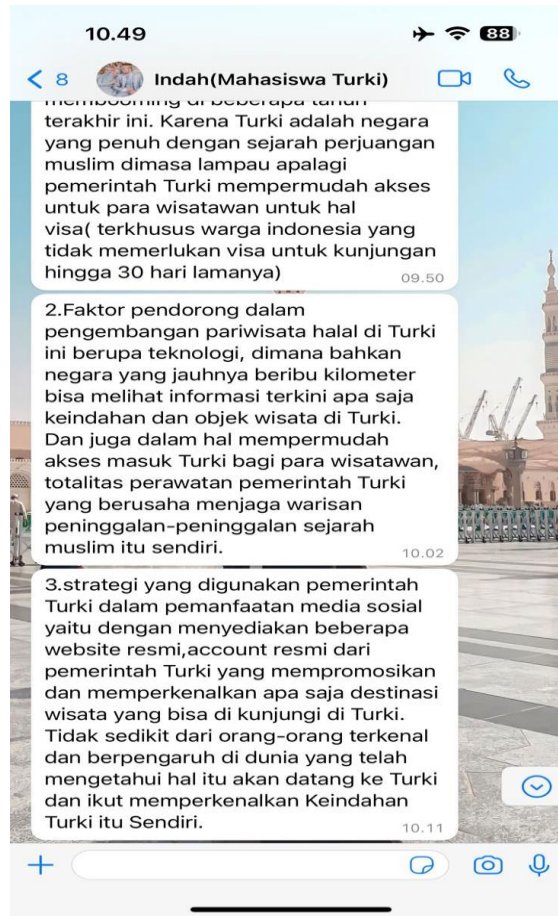 10.49
88
8
Indah(Mahasiswa Turki)
membooming di beberapa tahun
terakhir ini. Karena Turki adalah negara
yang penuh dengan sejarah perjuangan
muslim dimasa lampau apalagi
pemerintah Turki mempermudah akses
untuk para wisatawan untuk hal
visa( terkhusus warga indonesia yang
tidak memerlukan visa untuk kunjungan
hingga 30 hari lamanya)
09.50
2.Faktor pendorong dalam
pengembangan pariwisata halal di Turki
ini berupa teknologi, dimana bahkan
negara yang jauhnya beribu kilometer
bisa melihat informasi terkini apa saja
keindahan dan objek wisata di Turki.
Dan juga dalam hal mempermudah
akses masuk Turki bagi para wisatawan,
totalitas perawatan pemerintah Turki
yang berusaha menjaga warisan
peninggalan-peninggalan sejarah
muslim itu sendiri.
10.02
3.strategi yang digunakan pemerintah
Turki dalam pemanfaatan media sosial
yaitu dengan menyediakan beberapa
website resmi,account resmi dari
pemerintah Turki yang mempromosikan
dan memperkenalkan apa saja destinasi
wisata yang bisa di kunjungi di Turki.
Tidak sedikit dari orang-orang terkenal
dan berpengaruh di dunia yang telah
mengetahui hal itu akan datang ke Turki
dan ikut memperkenalkan Keindahan
Turki itu Sendiri.
10.11